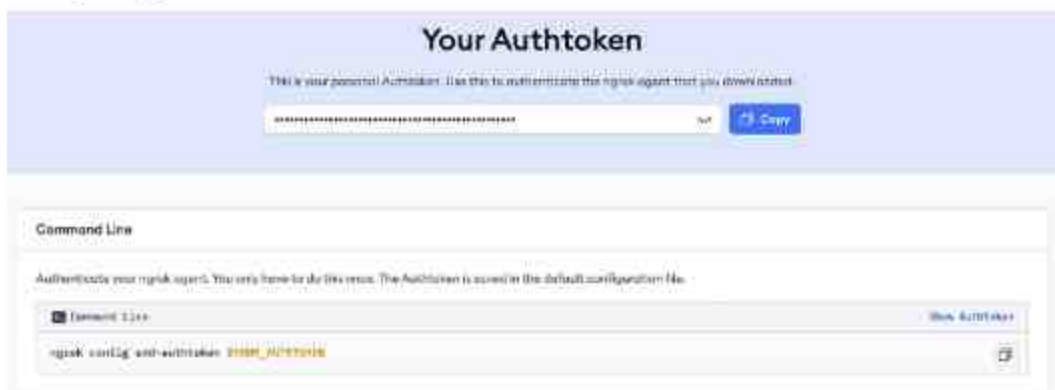 Your Authtoken
This is your personal Authtoken. Use this to authenticate the ngrok agent that you downloaded.
Copy
Command Line
Authenticate your ngrok agent. You only have to do this once. The Authtoken is saved in the default configuration file.
Command Line
Show Authtoken
ngrok config add-authtoken $YOUR_AUTHTOKEN